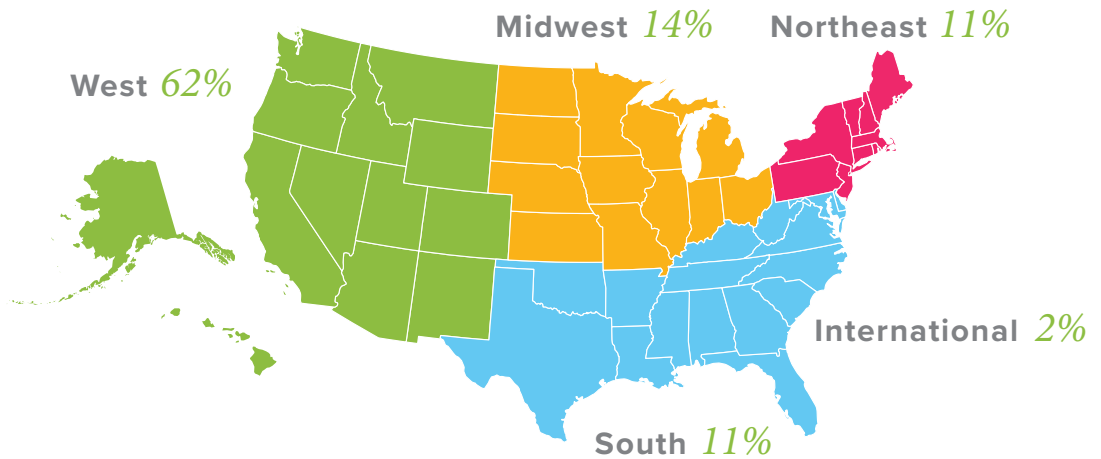 Midwest 14%
Northeast 11%
West 62%
International 2%
South 11%